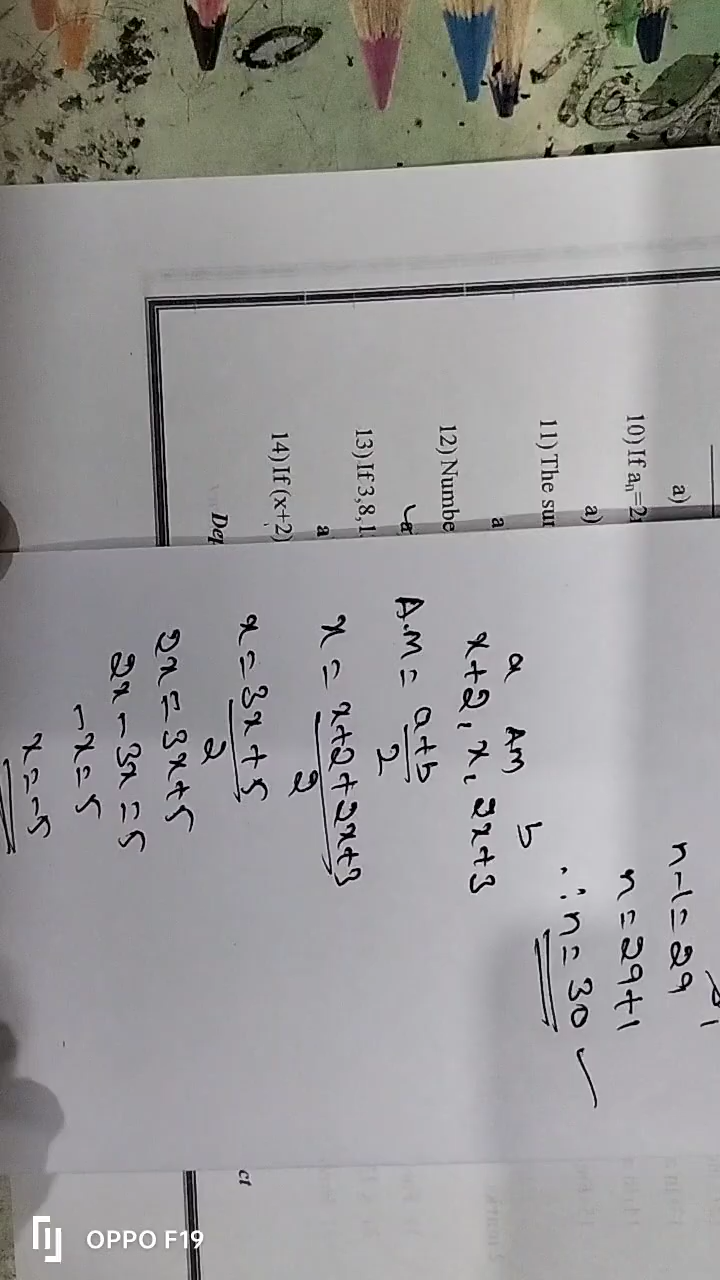 a)
10) If aₙ=2
a)
11) The sur
a
12) Numbe
a
13) If 3,8,1
a
14) If (x+2)
n-1=29
n=29+1
∴ n=30
a AM b
x+2, x, 2x+3
A.M = a+b/2
x = x+2+2x+3/2
x = 3x+5/2
2x = 3x+5
2x-3x=5
-x=5
x=-5
ct
OPPO F19